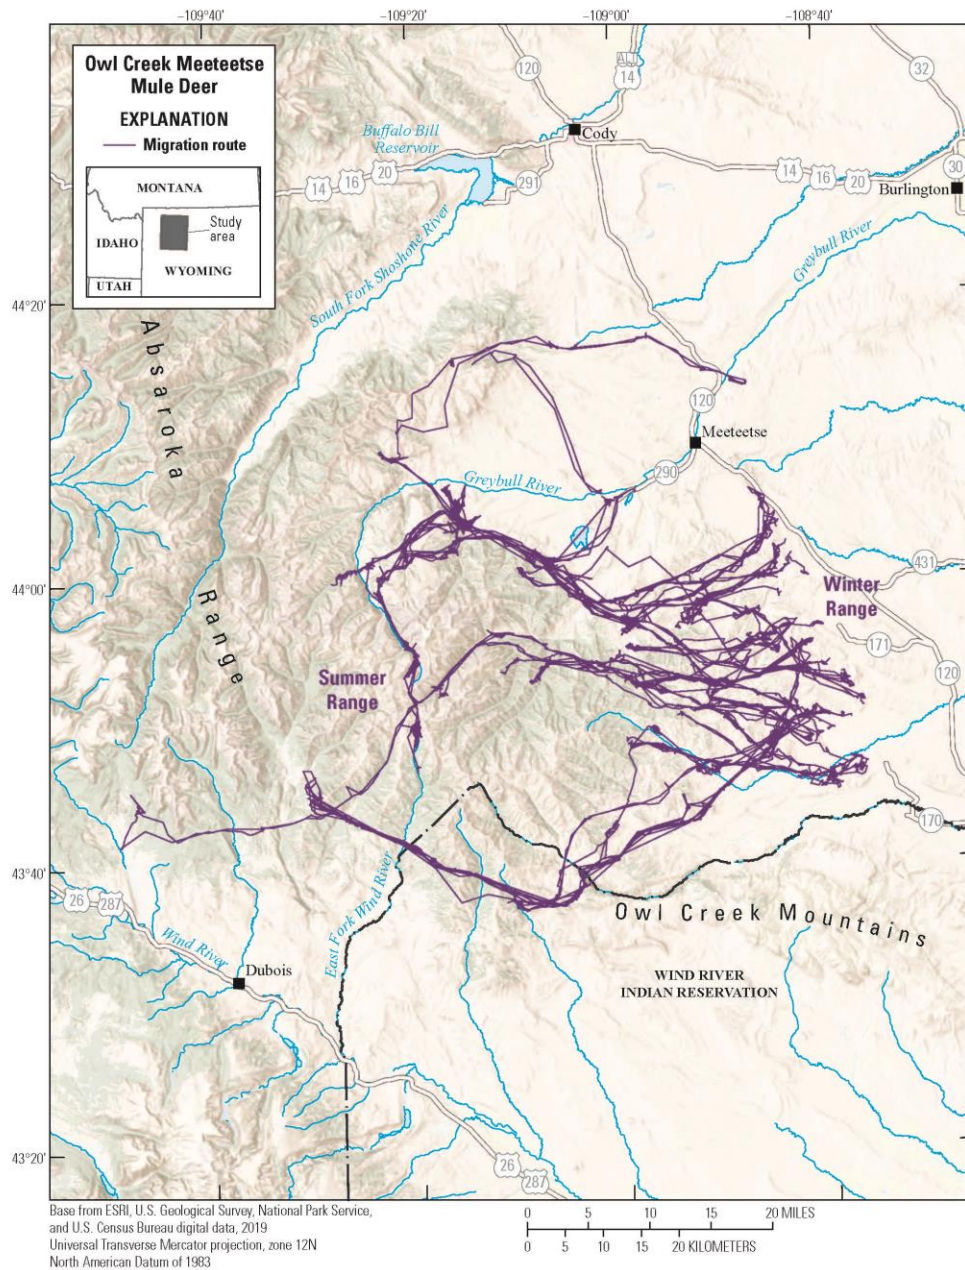 -109°40'
-109°20'
-109°00'
-108°40'
Owl Creek Meeteetse
Mule Deer
EXPLANATION
Migration route
MONTANA
IDAHO
Study
area
WYOMING
UTAH
120
ALT
14
32
Buffalo Bill
Reservoir
Cody
14
16
20
291
14
16
20
30
Burlington
South Fork Shoshone River
Greybull River
44°20'
Absaroka
Range
120
Meeteetse
Greybull River
290
44°00'
431
Winter
Range
171
120
Summer
Range
170
43°40'
26
287
Wind River
East Fork Wind River
Owl Creek Mountains
Dubois
WIND RIVER
INDIAN RESERVATION
43°20'
26
287
Base from ESRI, U.S. Geological Survey, National Park Service,
and U.S. Census Bureau digital data, 2019
Universal Transverse Mercator projection, zone 12N
North American Datum of 1983
0 5 10 15 20 MILES
0 5 10 15 20 KILOMETERS